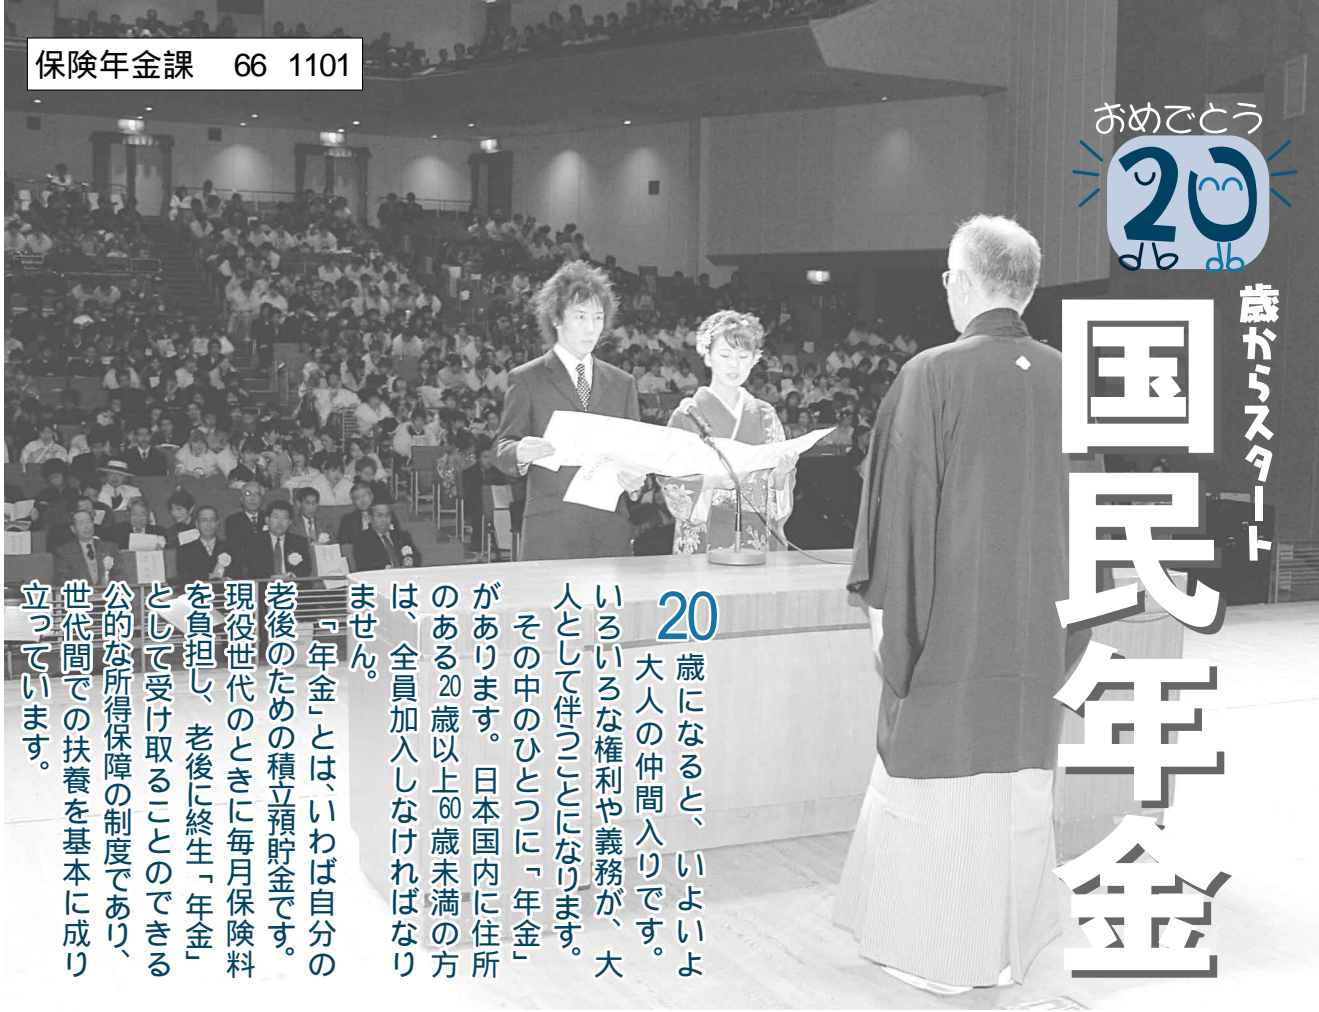 保険年金課　66 1101
おめでとう
20
歳からスタート
国民年金
20歳になると、いよいよ
大人の仲間入りです。
いろいろな権利や義務が、大
人として伴うことになります。
その中のひとつに「年金」
があります。日本国内に住所
のある20歳以上60歳未満の方
は、全員加入しなければなり
ません。
「年金」とは、いわば自分の
老後のための積立預貯金です。
現役世代のときに毎月保険料
を負担し、老後に終生「年金」
として受け取ることのできる
公的な所得保障の制度であり、
世代間での扶養を基本に成り
立っています。